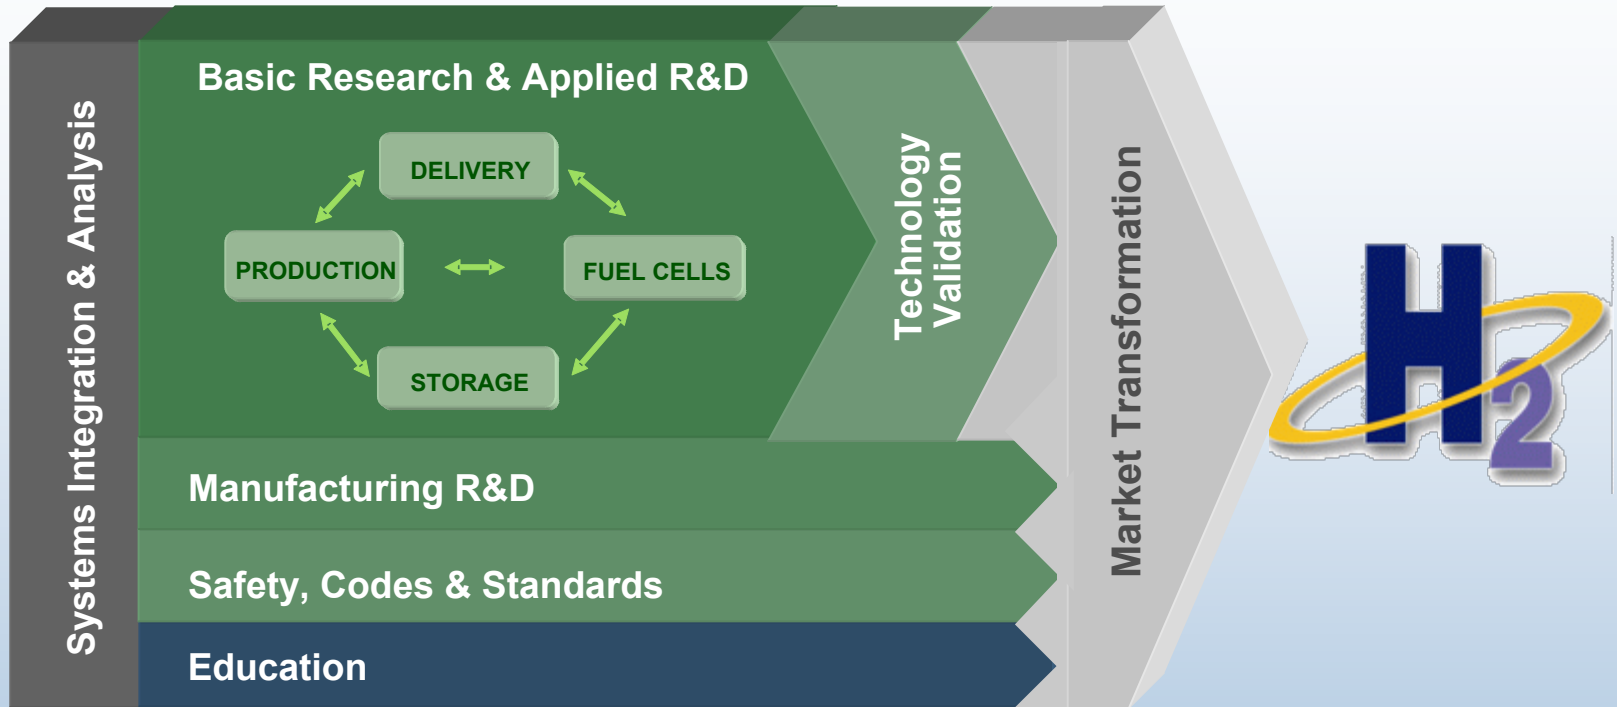 Systems Integration & Analysis
Basic Research & Applied R&D
DELIVERY
PRODUCTION
FUEL CELLS
STORAGE
Technology
Validation
Manufacturing R&D
Safety, Codes & Standards
Education
Market Transformation
H2